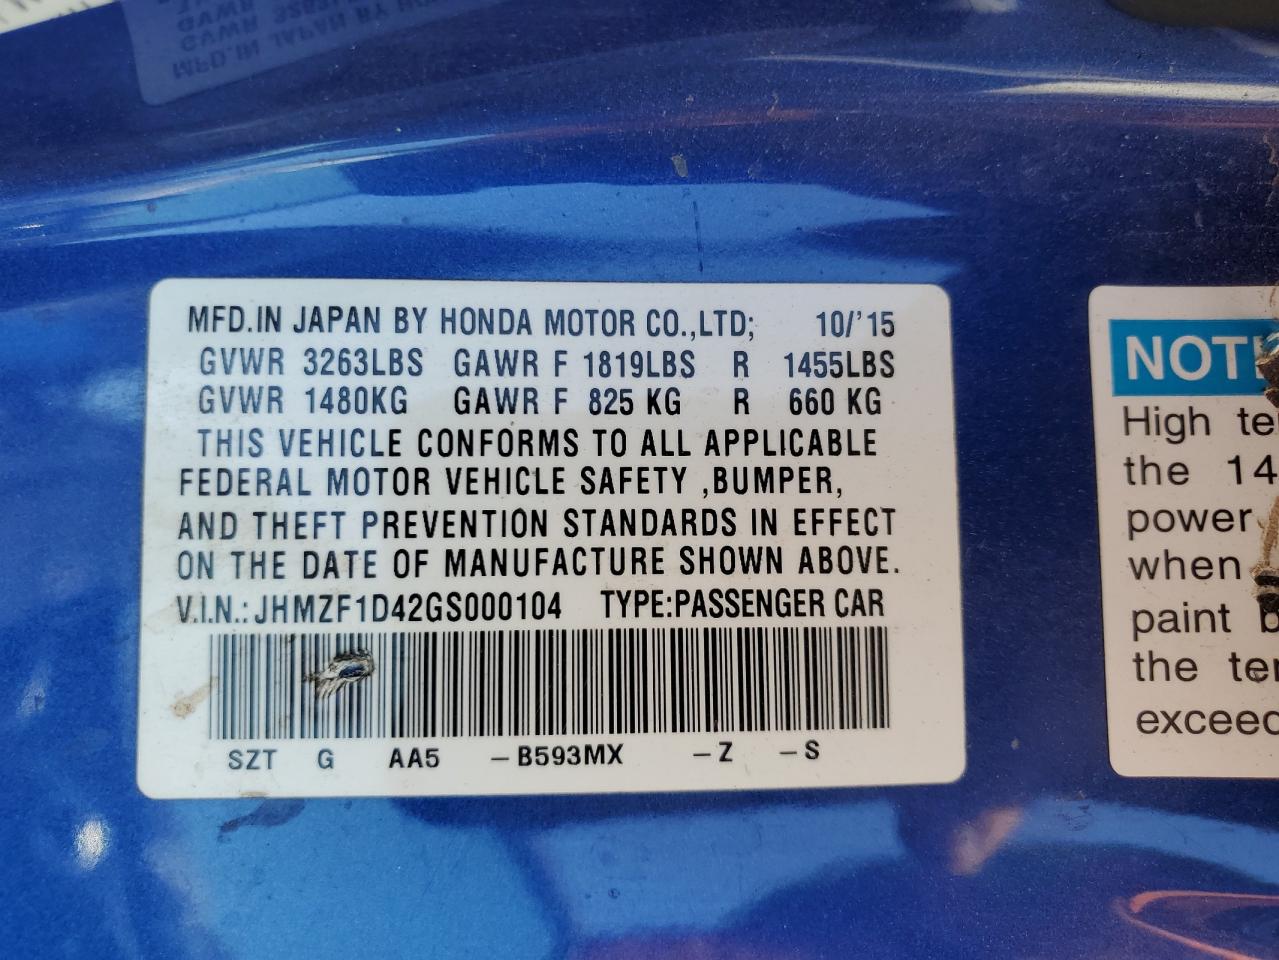 MFD.IN JAPAN BY HONDA MOTOR CO.,LTD; 10/'15
GVWR 3263LBS GAWR F 1819LBS R 1455LBS
GVWR 1480KG GAWR F 825 KG R 660 KG
THIS VEHICLE CONFORMS TO ALL APPLICABLE
FEDERAL MOTOR VEHICLE SAFETY ,BUMPER,
AND THEFT PREVENTION STANDARDS IN EFFECT
ON THE DATE OF MANUFACTURE SHOWN ABOVE.
V.I.N.: JHMZF1D42GS000104 TYPE:PASSENGER CAR
SZT G AA5 -B593MX -Z -S
High
the
power
when
paint
the